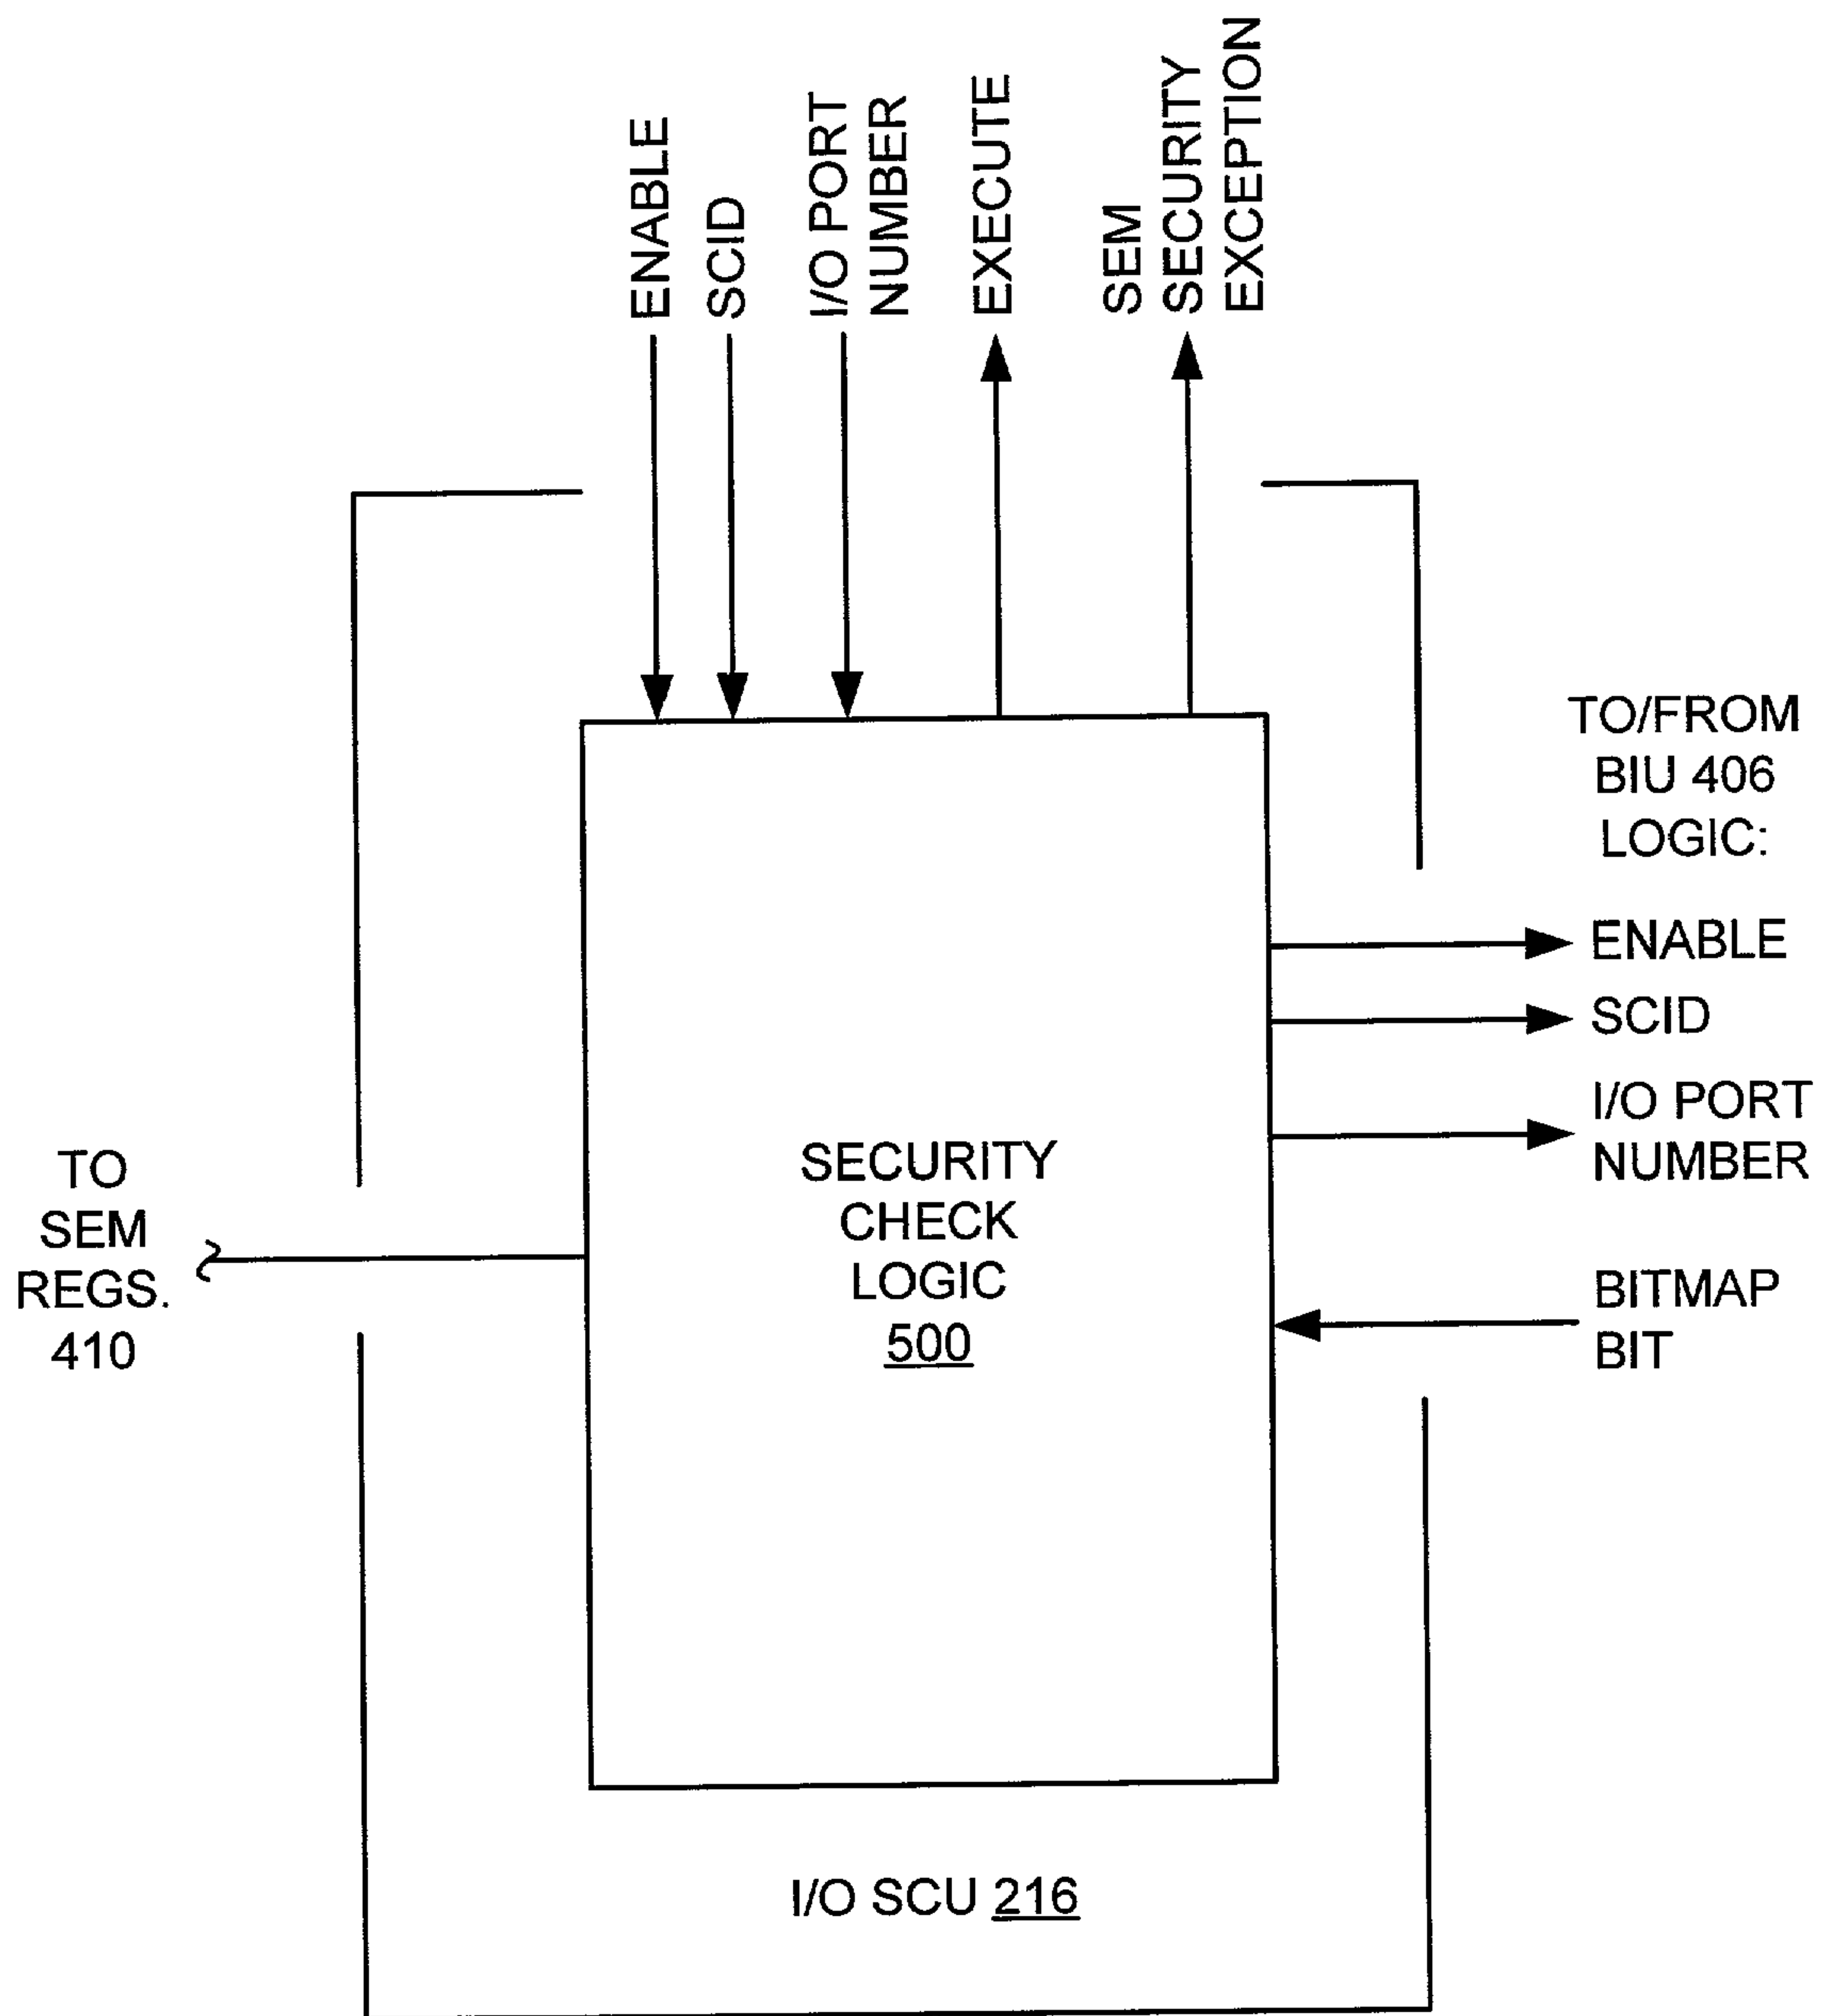 ENABLE
SCID
I/O PORT
NUMBER
EXECUTE
SEM
SECURITY
EXCEPTION
TO/FROM
BIU 406
LOGIC:
ENABLE
SCID
I/O PORT
NUMBER
BITMAP
BIT
TO
SEM
REGS.
410
SECURITY
CHECK
LOGIC
500
I/O SCU 216